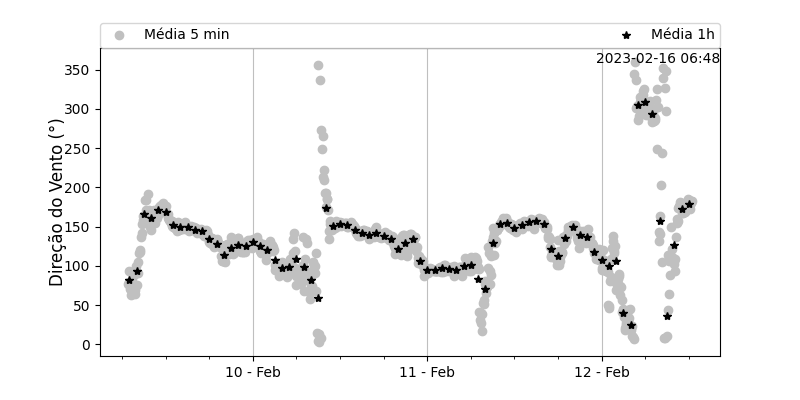 Média 5 min
Média 1h
2023-02-16 06:48
Direção do Vento (°)
350
300
250
200
150
100
50
0
10 - Feb
11 - Feb
12 - Feb